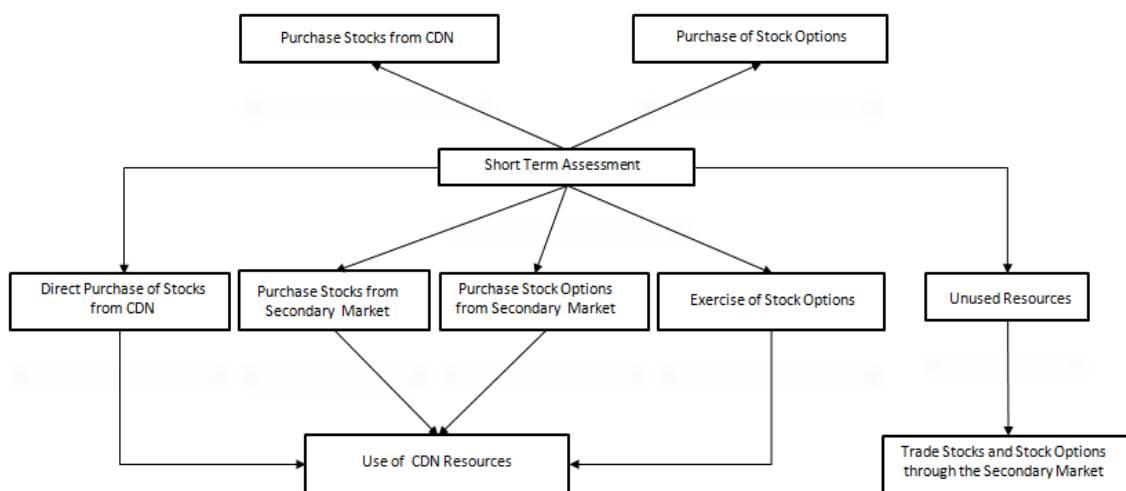 Purchase Stocks from CDN
Purchase of Stock Options
Short Term Assessment
Direct Purchase of Stocks
from CDN
Purchase Stocks from
Secondary Market
Purchase Stock Options
from Secondary Market
Exercise of Stock Options
Unused Resources
Use of CDN Resources
Trade Stocks and Stock Options
through the Secondary Market